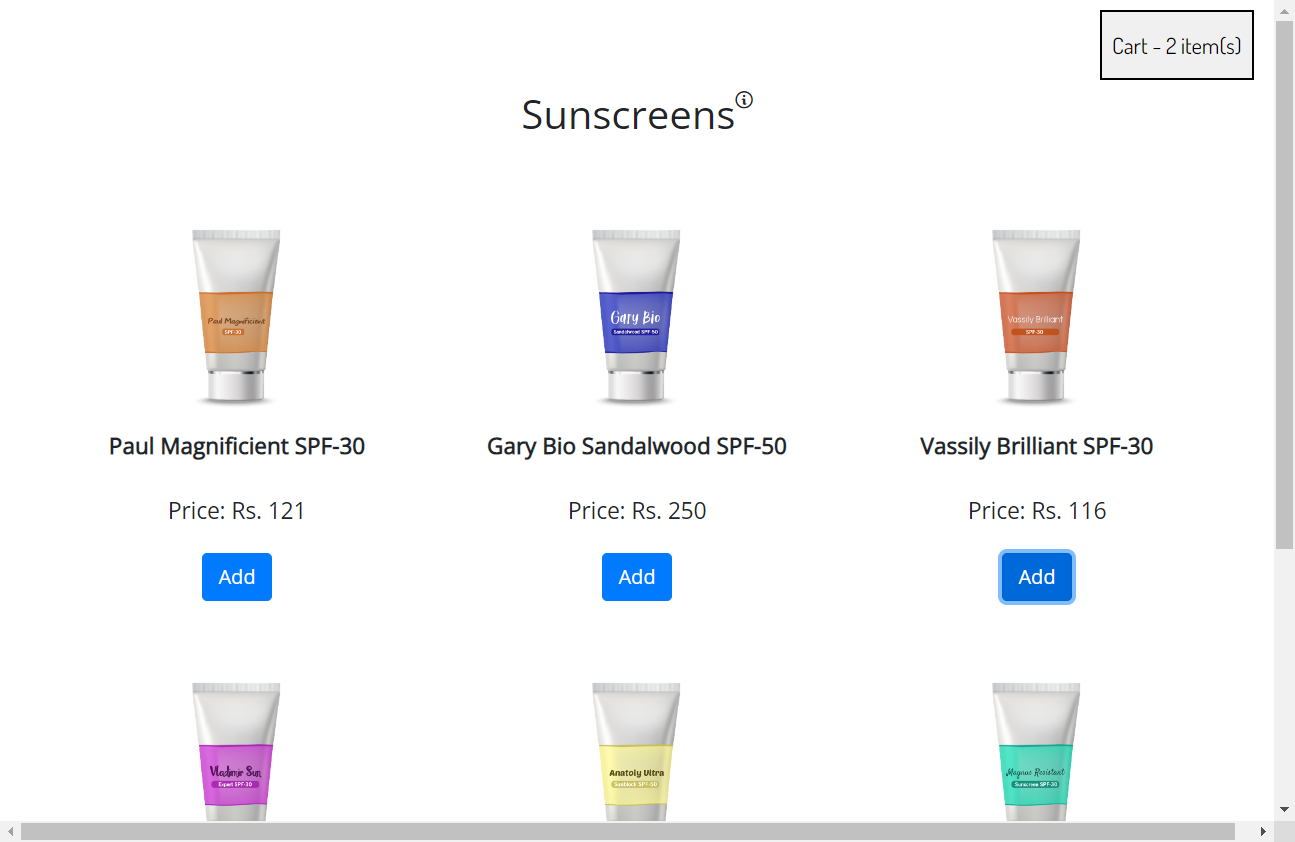 Cart - 2 item(s)
Sunscreens
Paul Magnificient
SPF-30
Gary Bio
Sandalwood SPF-50
Vassily Brilliant
SPF-30
Paul Magnificient SPF-30
Gary Bio Sandalwood SPF-50
Vassily Brilliant SPF-30
Price: Rs. 121
Price: Rs. 250
Price: Rs. 116
Add
Add
Add
Vladimir Sun
Expert SPF-30
Anatoly Ultra
Sunblock SPF-50
Magnus Resistant
Sunscreen SPF-30